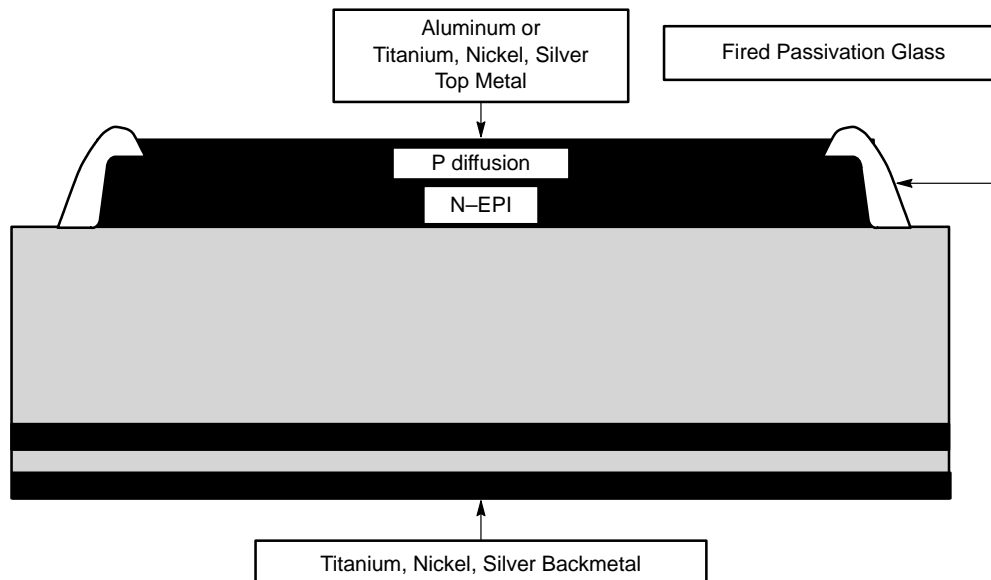 Aluminum or
Titanium, Nickel, Silver
Top Metal
Fired Passivation Glass
P diffusion
N–EPI
Titanium, Nickel, Silver Backmetal